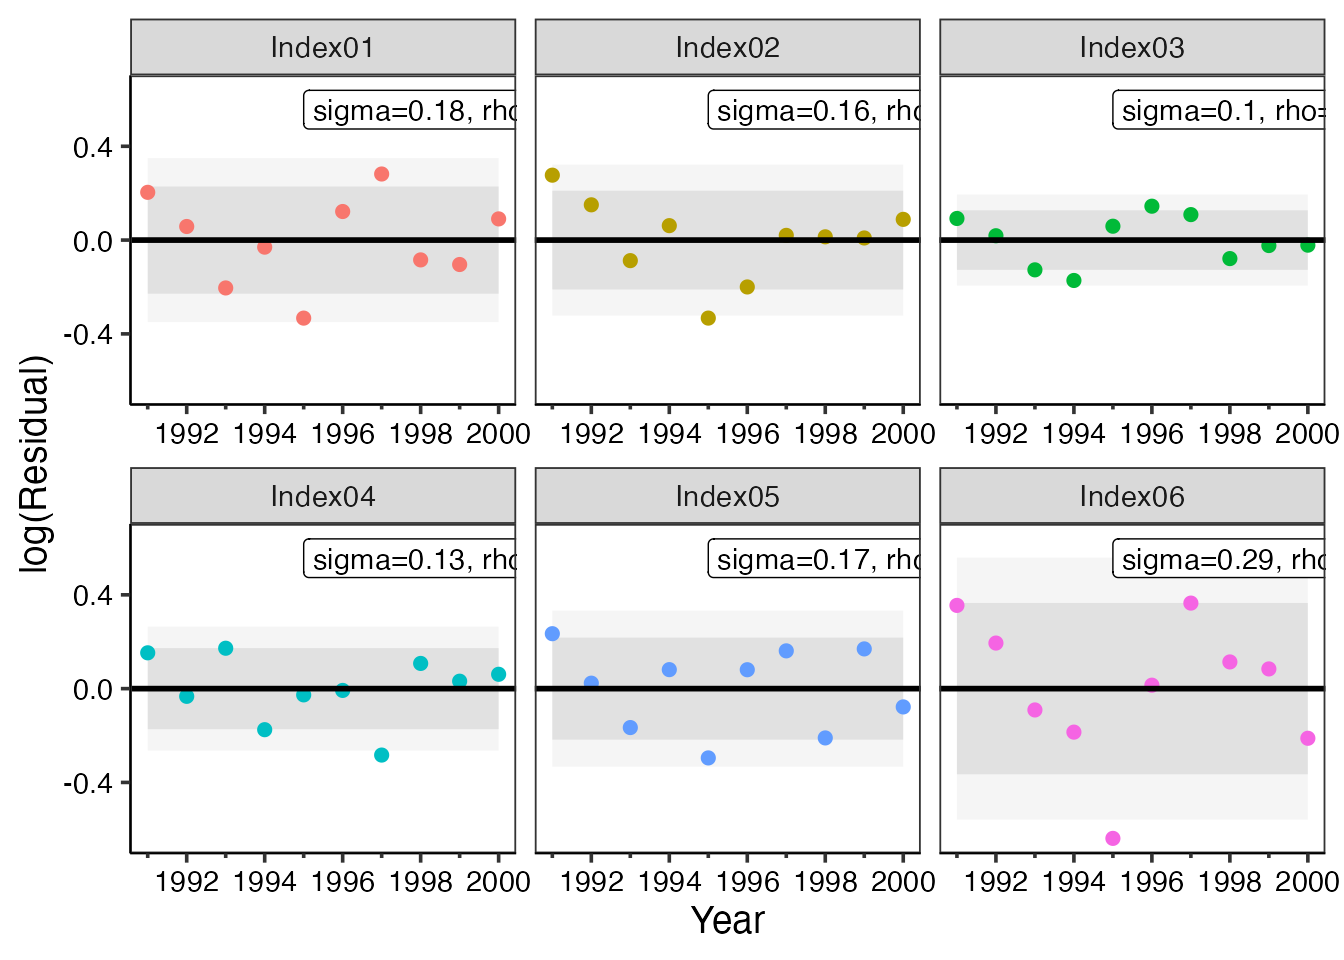 Index01 Index02 Index03
sigma=0.18, rho sigma=0.16, rho sigma=0.1, rho=
0.4
0.0
-0.4
1992 1994 1996 1998 2000 1992 1994 1996 1998 2000 1992 1994 1996 1998 2000
log(Residual)
Index04 Index05 Index06
sigma=0.13, rho sigma=0.17, rho sigma=0.29, rho
0.4
0.0
-0.4
1992 1994 1996 1998 2000 1992 1994 1996 1998 2000 1992 1994 1996 1998 2000
Year